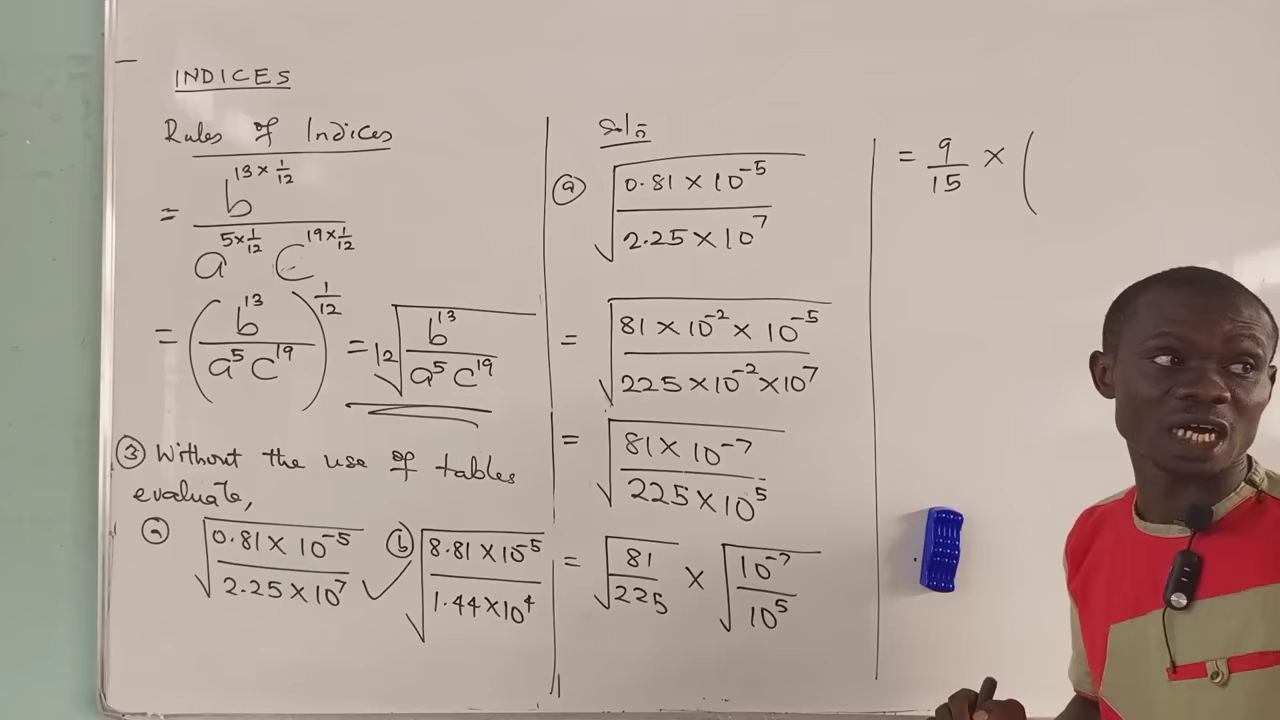 INDICES
Rules of Indices
= b^(13 × 1/12) / a^(5×1/12) c^(19×1/12)
= (b^13 / a^5 c^19)^(1/12) = 12√(b^13 / a^5 c^19)
③ Without the use of tables
evaluate,
ⓐ √(0.81 × 10^-5 / 2.25 × 10^7) ⓑ √(8.81 × 10^-5 / 1.44 × 10^4)
Soln
ⓐ √(0.81 × 10^-5 / 2.25 × 10^7)
= √(81 × 10^-2 × 10^-5 / 225 × 10^-2 × 10^7)
= √(81 × 10^-7 / 225 × 10^5)
= √(81/225) × √(10^-7 / 10^5)
= 9/15 × (